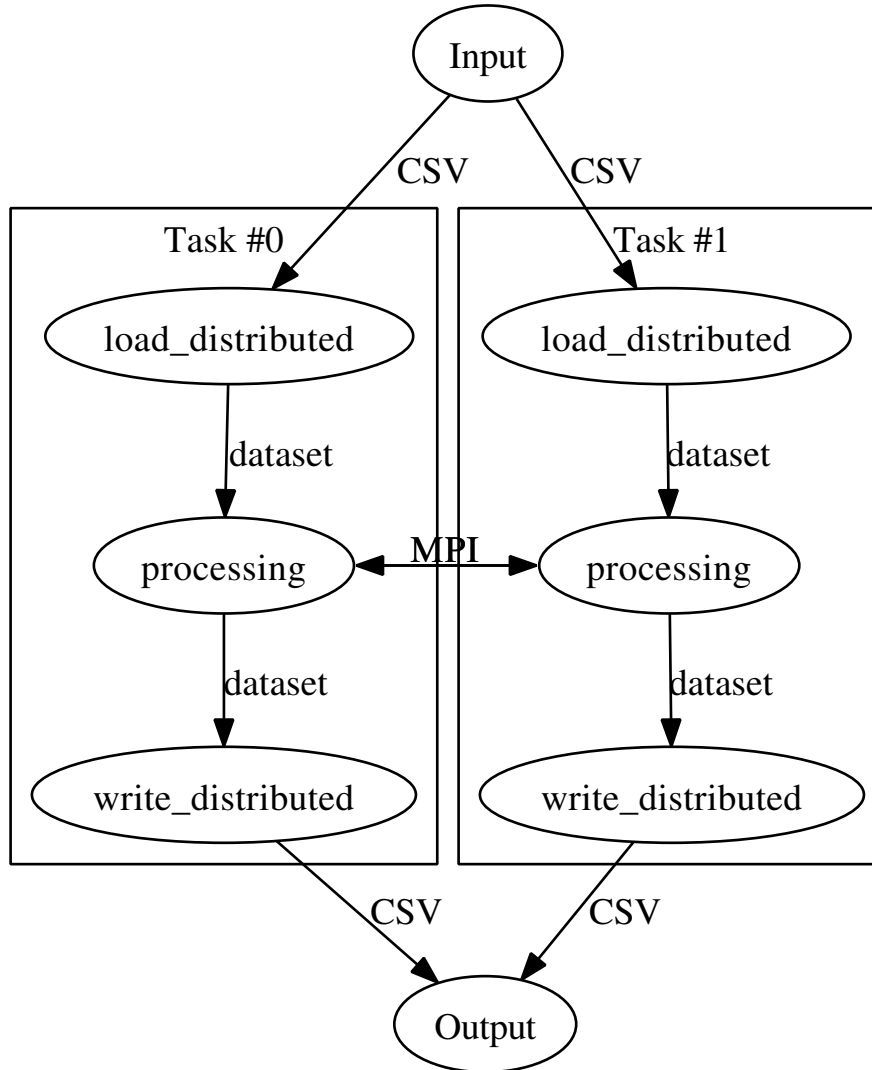 Input
CSV
CSV
Task #0
Task #1
load_distributed
load_distributed
dataset
dataset
processing
MPI
processing
dataset
dataset
write_distributed
write_distributed
CSV
CSV
Output